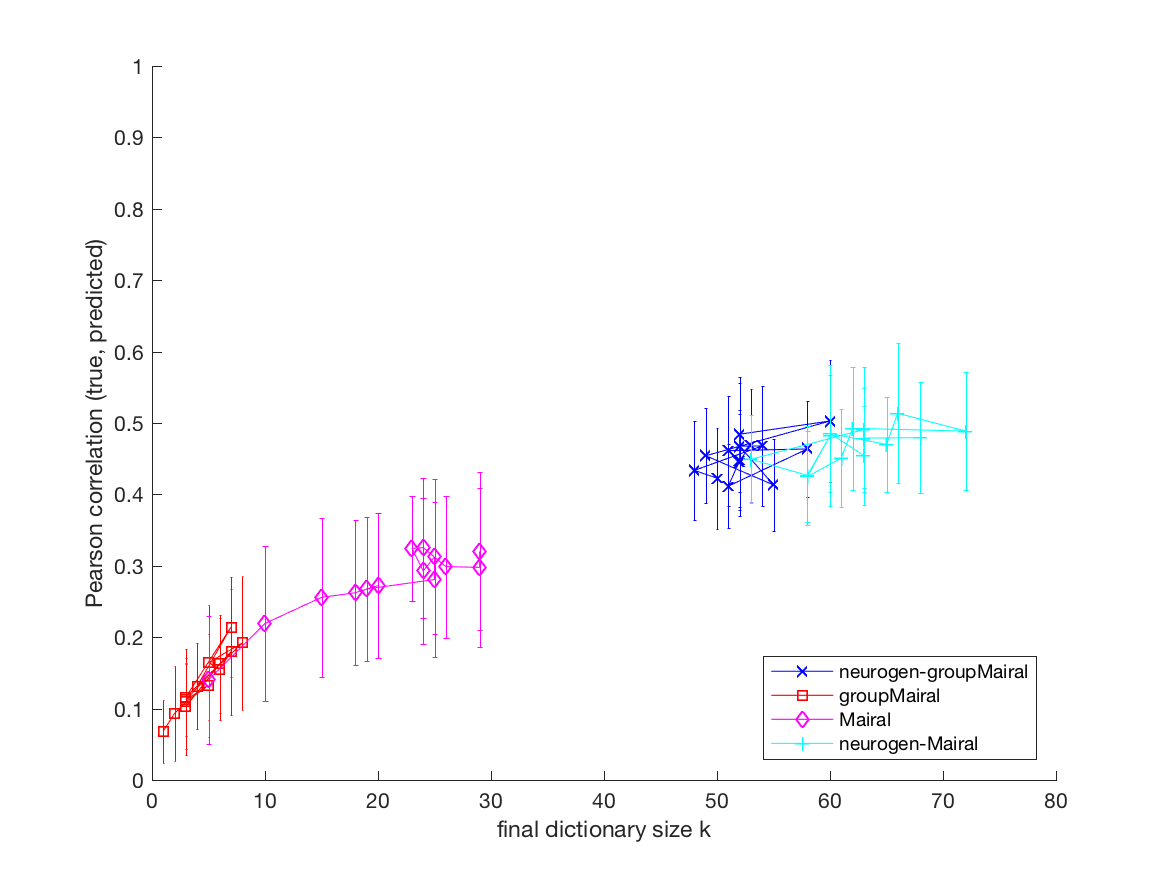 1
0.9
0.8
0.7
0.6
0.5
0.4
0.3
0.2
0.1
0
Pearson correlation (true, predicted)
0 10 20 30 40 50 60 70 80
final dictionary size k
neurogen-groupMairal
groupMairal
Mairal
neurogen-Mairal